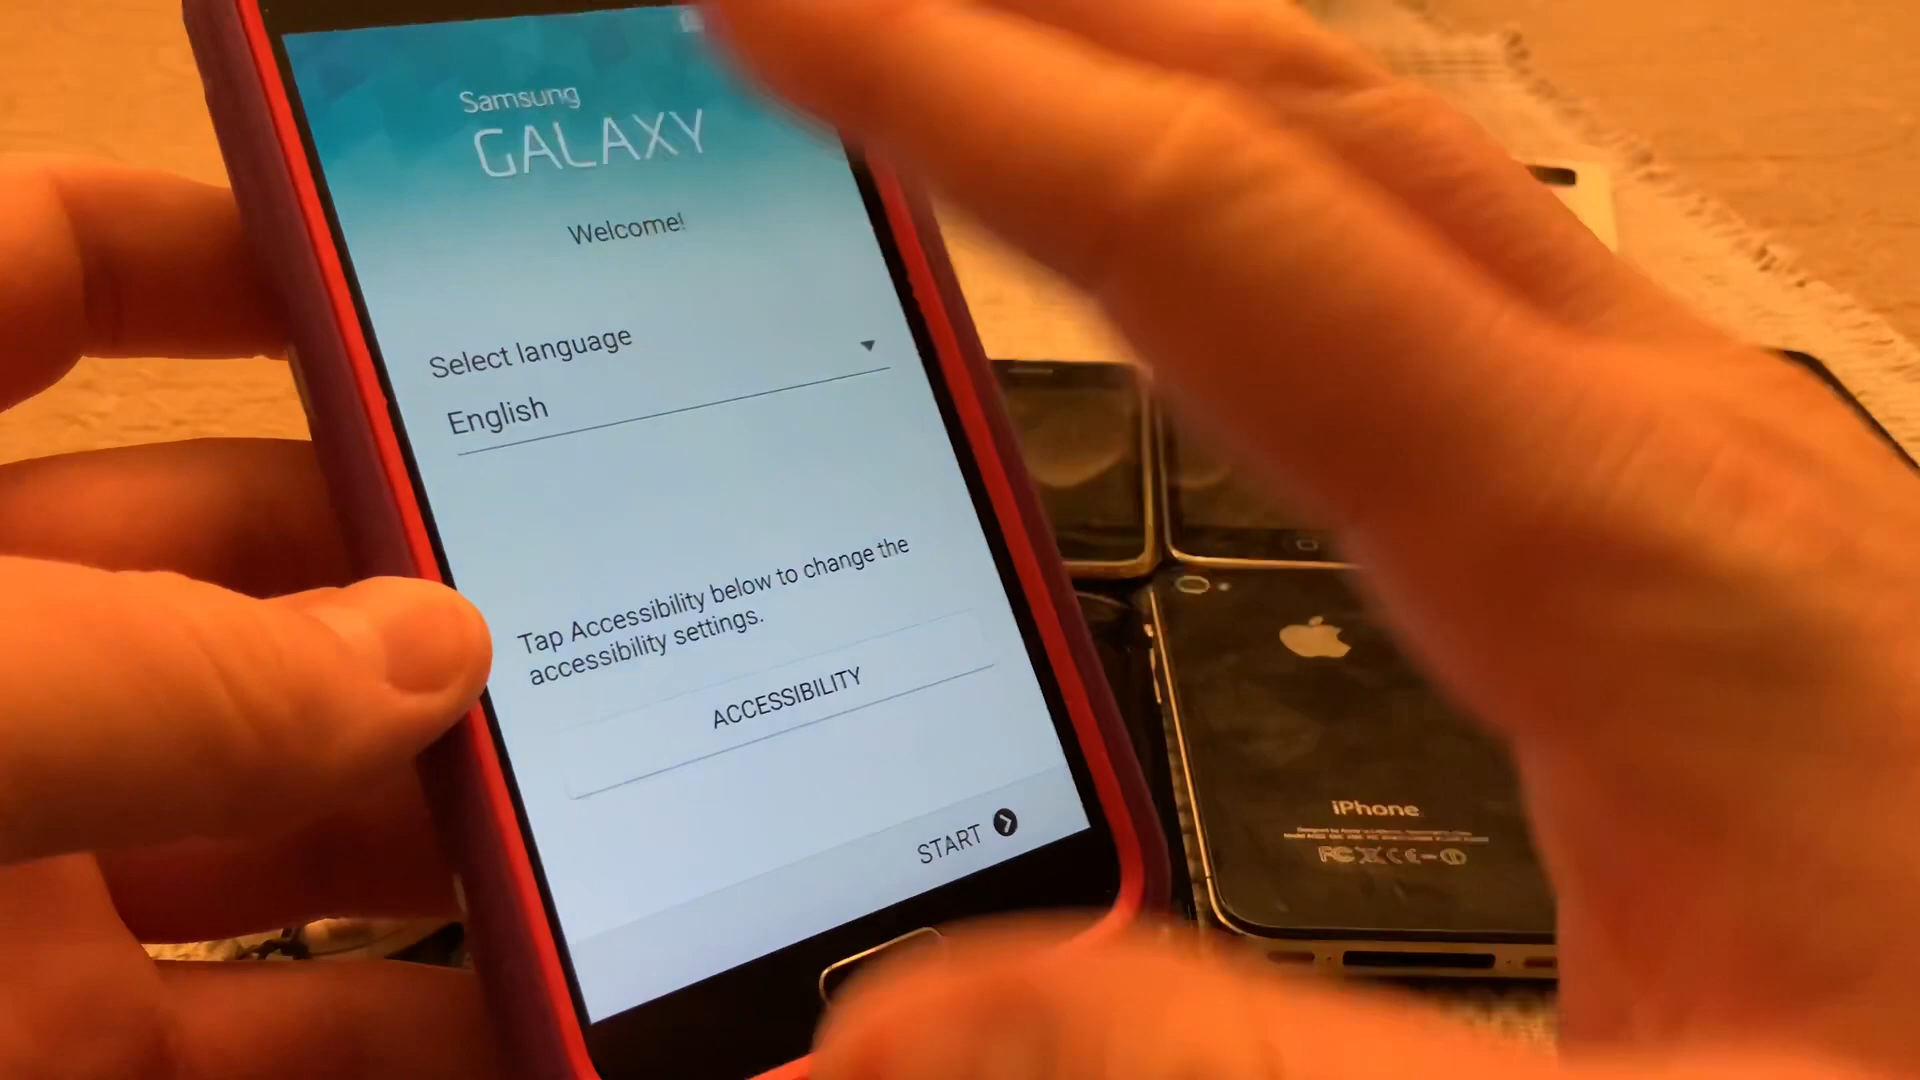 Samsung
GALAXY
Welcome!
Select language
English
Tap Accessibility below to change the
accessibility settings.
ACCESSIBILITY
START
iPhone